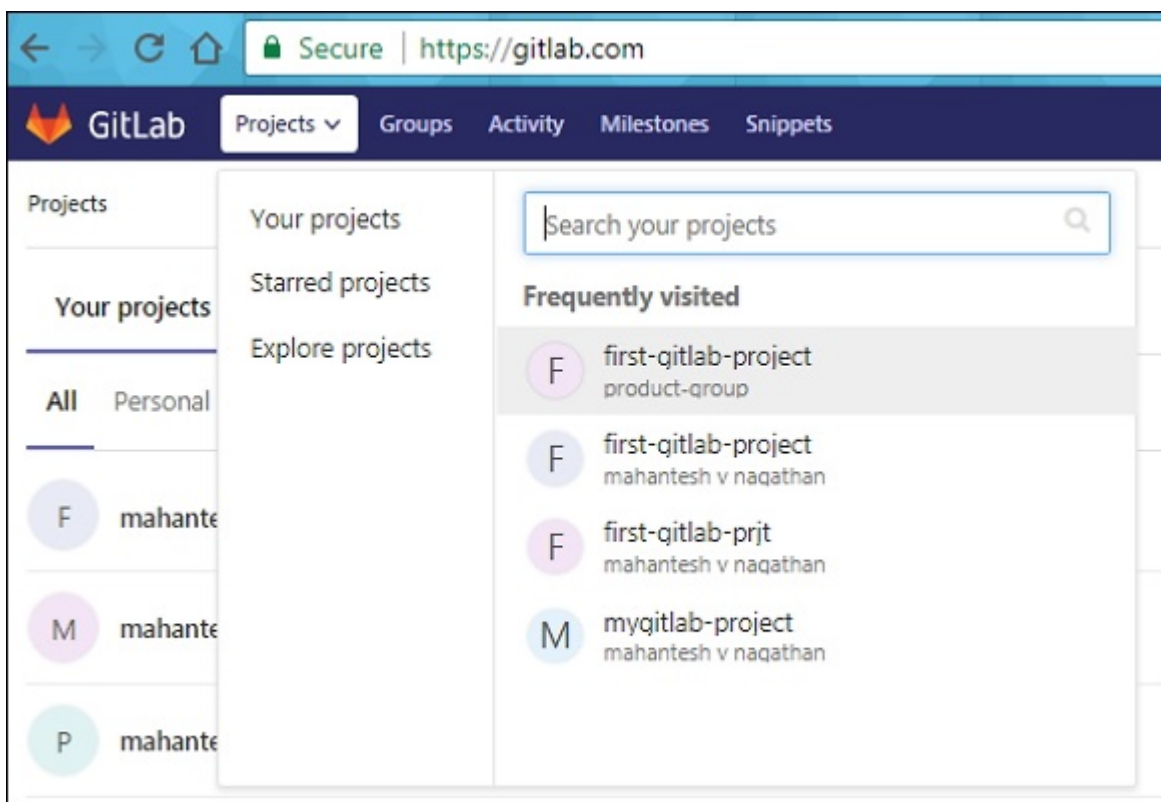 Secure https://gitlab.com
GitLab Projects Groups Activity Milestones Snippets
Projects
Your projects
All Personal
F mahante
M mahante
P mahante
Your projects
Starred projects
Explore projects
Search your projects
Frequently visited
F first-gitlab-project
product-group
F first-gitlab-project
mahantesh v nagathan
F first-gitlab-prjt
mahantesh v nagathan
M mygitlab-project
mahantesh v nagathan